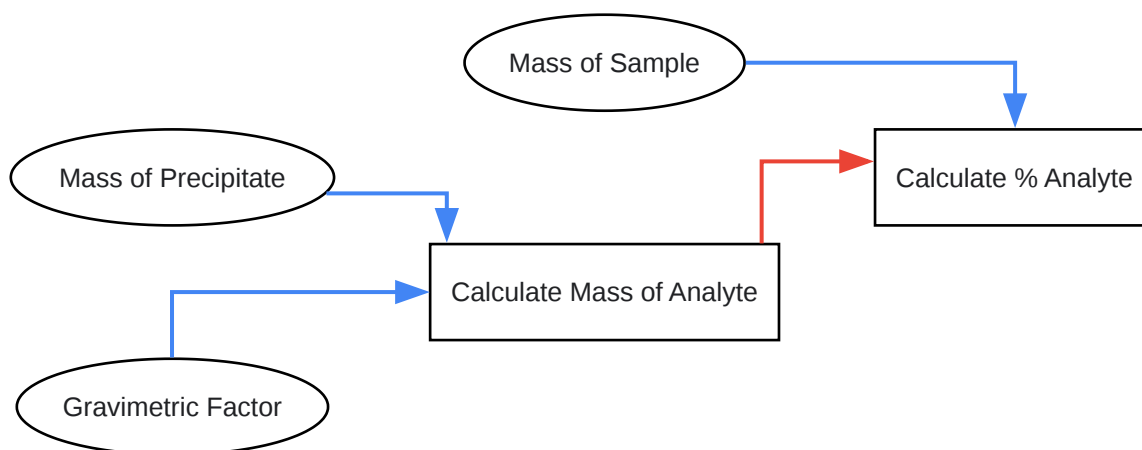 Mass of Sample
Mass of Precipitate
Calculate % Analyte
Calculate Mass of Analyte
Gravimetric Factor